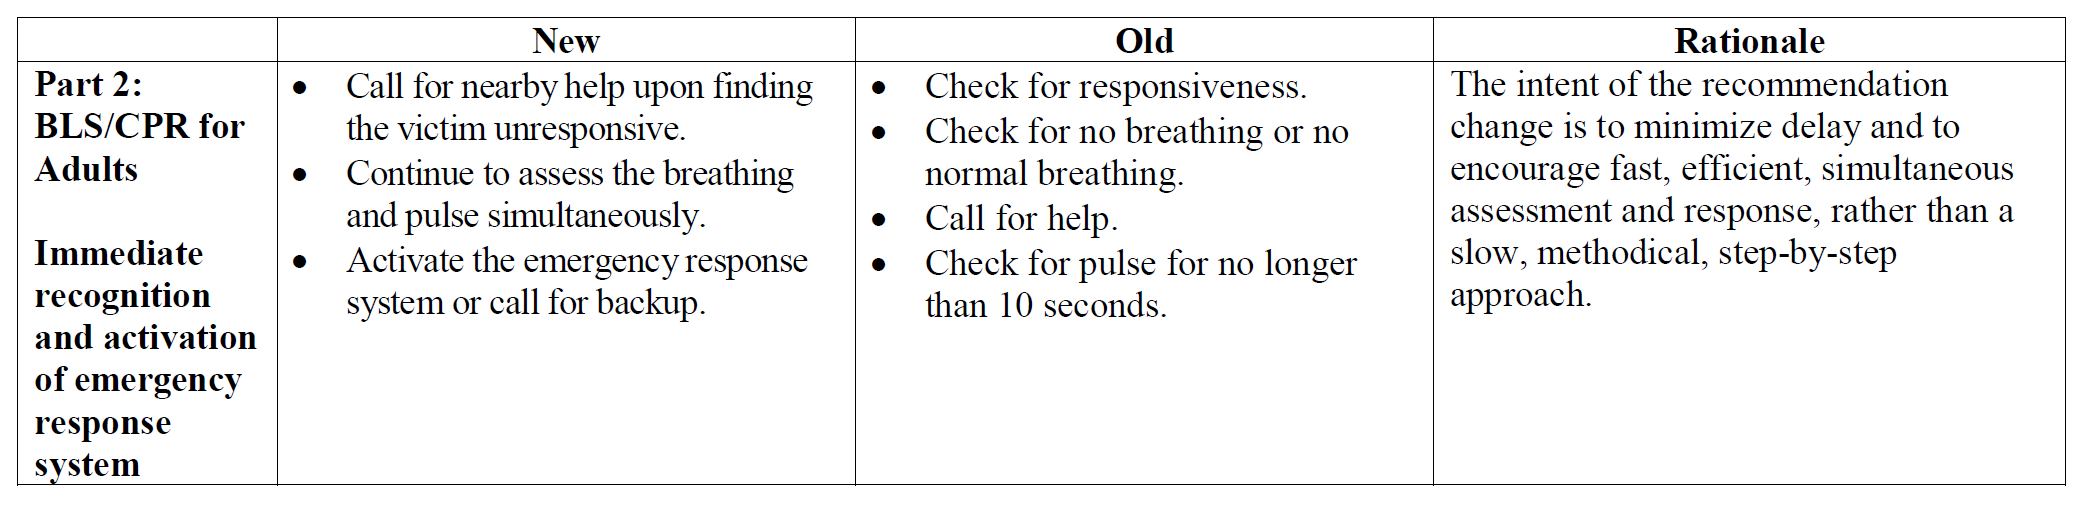 New
Old
Rationale
Part 2:
BLS/CPR for
Adults
Immediate
recognition
and activation
of emergency
response
system
• Call for nearby help upon finding
the victim unresponsive.
• Continue to assess the breathing
and pulse simultaneously.
• Activate the emergency response
system or call for backup.
• Check for responsiveness.
• Check for no breathing or no
normal breathing.
• Call for help.
• Check for pulse for no longer
than 10 seconds.
The intent of the recommendation
change is to minimize delay and to
encourage fast, efficient, simultaneous
assessment and response, rather than a
slow, methodical, step-by-step
approach.